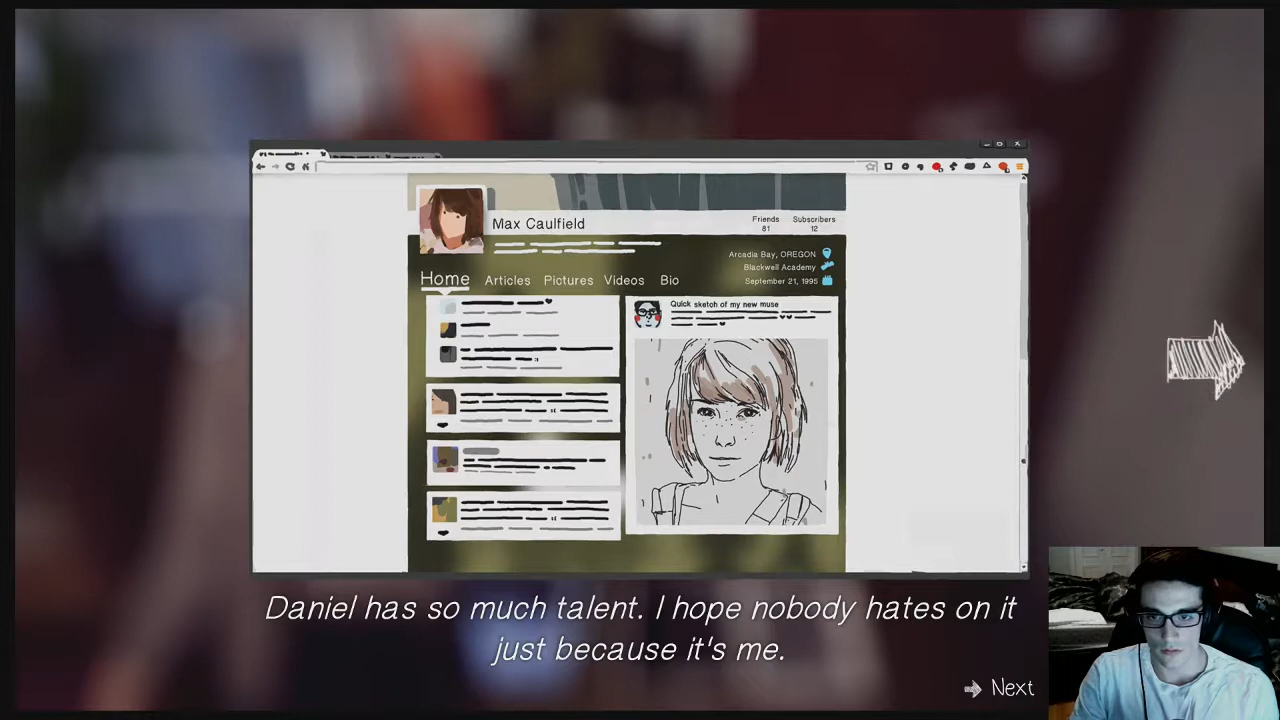 Max Caulfield
Friends
81
Subscribers
12
Arcadia Bay, OREGON
Blackwell Academy
September 21, 1995
Home
Articles
Pictures
Videos
Bio
Quick sketch of my new muse
Daniel has so much talent. I hope nobody hates on it
just because it's me.
Next